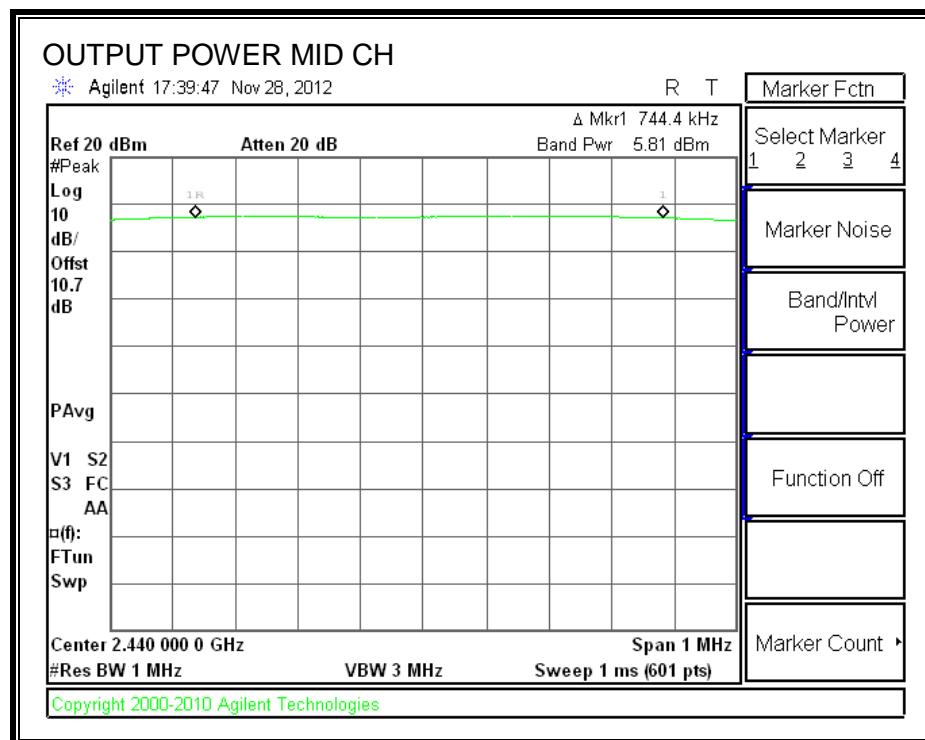 OUTPUT POWER MID CH
Agilent 17:39:47 Nov 28, 2012 R T
Δ Mkr1 744.4 kHz
Ref 20 dBm Atten 20 dB Band Pwr 5.81 dBm
#Peak
Log
10
dB/
Offst
10.7
dB
1R 1
PAvg
V1 S2
S3 FC
AA
¤(f):
FTun
Swp
Center 2.440 000 0 GHz Span 1 MHz
#Res BW 1 MHz VBW 3 MHz Sweep 1 ms (601 pts)
Copyright 2000-2010 Agilent Technologies
Marker Fctn
Select Marker
1 2 3 4
Marker Noise
Band/Intvl
Power
Function Off
Marker Count ▸